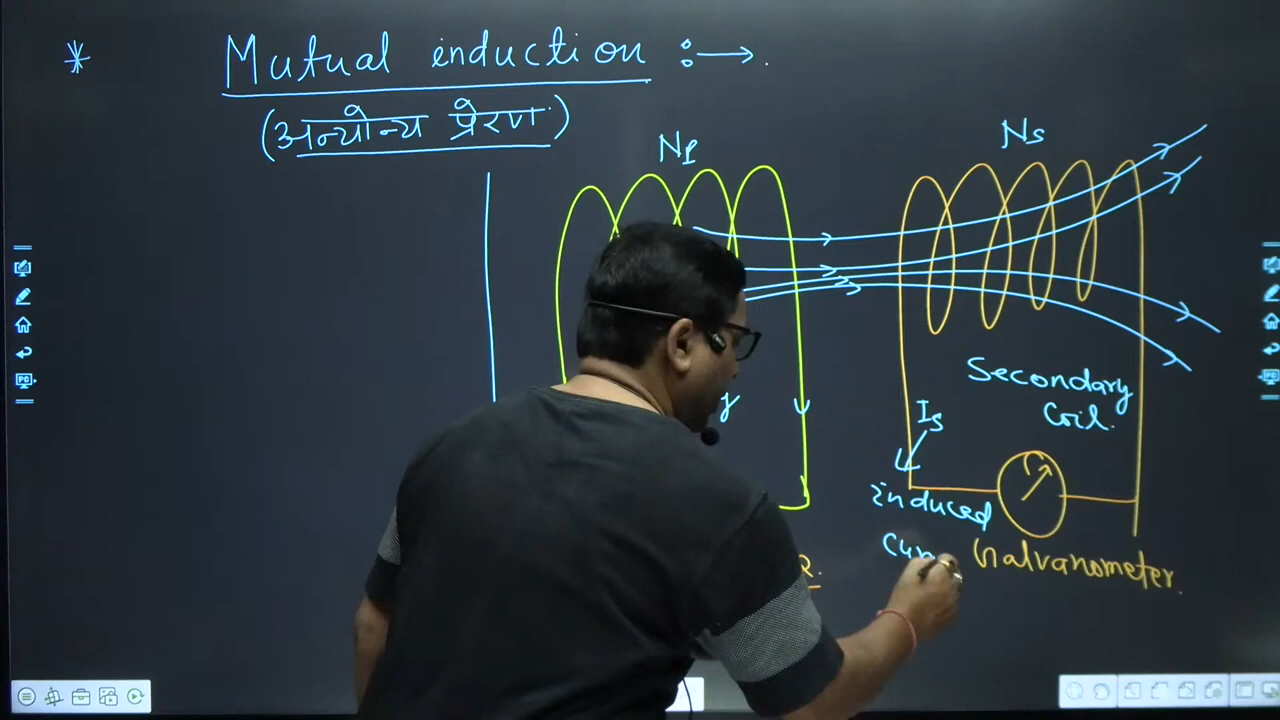 * Mutual induction :→.
(अन्योन्य प्रेरण)
Np
Ns
Secondary
Coil.
Is
induced
Galvanometer.